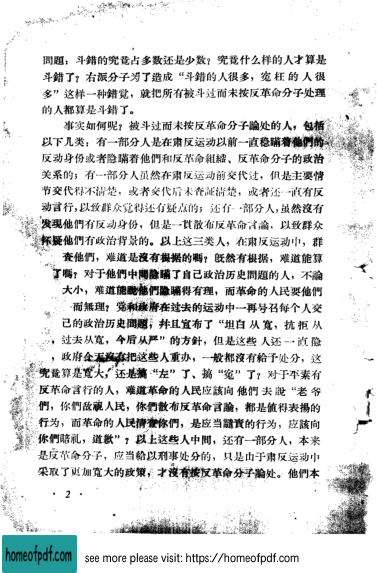 問題：斗錯的究竟占多数还是少数？究竟什么样的人才算是
斗錯了？右派分子为了造成“斗錯的人很多，寃枉的人很
多”这样一种錯覚，就把所有被斗过而未按反革命分子处理
的人都算是斗錯了。
事实如何呢？被斗过而未按反革命分子論处的人，包括
以下几类：有一部分人是在肃反运动以前一直隐瞞着他們的
反动身份或者隐瞞着他們和反革命組織、反革命分子的政治
关系的；有一部分人虽然在肃反运动前交代过，但是主要情
节交代得不清楚，或者交代后未查証清楚，或者还一直有反
动言行，以致群众覚得还有疑点的；还有一部分人，虽然沒有
发現他們有反动身份，但是一貫散布反革命言論，以致群众
怀疑他們有政治背景的。以上这三类人，在肃反运动中，群
查他們，难道是沒有根据的嗎？旣然有根据，难道能算
了嗎？对于他們中間隐瞞了自己政治历史問題的人，不論
大小，难道能說他們隐瞞得有理，而革命的人民要他們
而無理？党和政府在过去的运动中一再号召每个人交
己的政治历史問題，幷且宣布了“坦白从寬，抗拒从
，过去从寬，今后从严”的方針，但是这些人还一直隐
，政府并沒有把这些人重办，一般都沒有給予处分，这
究竟算是寬大，还是搞“左”了、搞“寃”了？对于不素有
反革命言行的人，难道革命的人民应該向他們去說“老爷
們，你們敌視人民，你們散布反革命言論，都是値得表揚的
行为，而革命的人民淸查你們，是应当譴責的行为，应該向
你們賠礼，道歉”？以上这些人中間，还有一部分人，本来
是反革命分子，应当給以刑事处分的，只是由于肃反运动中
采取了更加寬大的政策，才沒有按反革命分子論处。他們本
· 2 ·
homeofpdf.com
see more please visit: https://homeofpdf.com